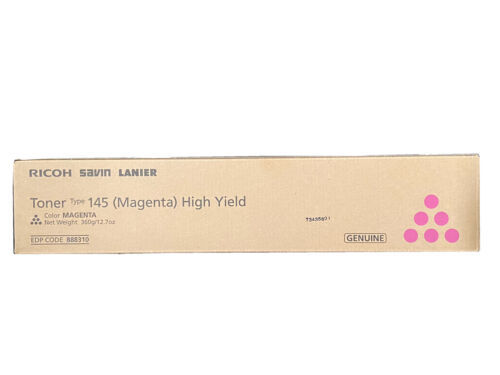 RICOH savin LANIER
Toner Type 145 (Magenta) High Yield
Color MAGENTA
Net Weight: 360g/12.7oz
EDP CODE 888310
GENUINE